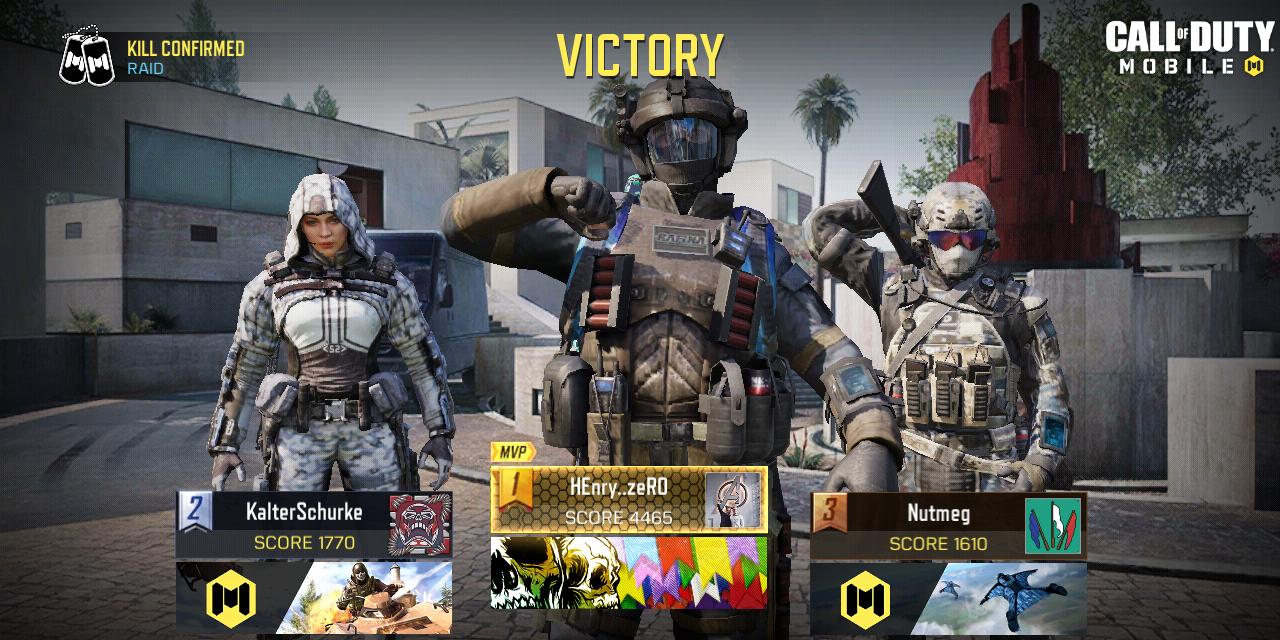 KILL CONFIRMED
RAID
VICTORY
CALL OF DUTY
MOBILE
MVP
1
HEnry..zeRO
SCORE 4465
2
KalterSchurke
SCORE 1770
3
Nutmeg
SCORE 1610